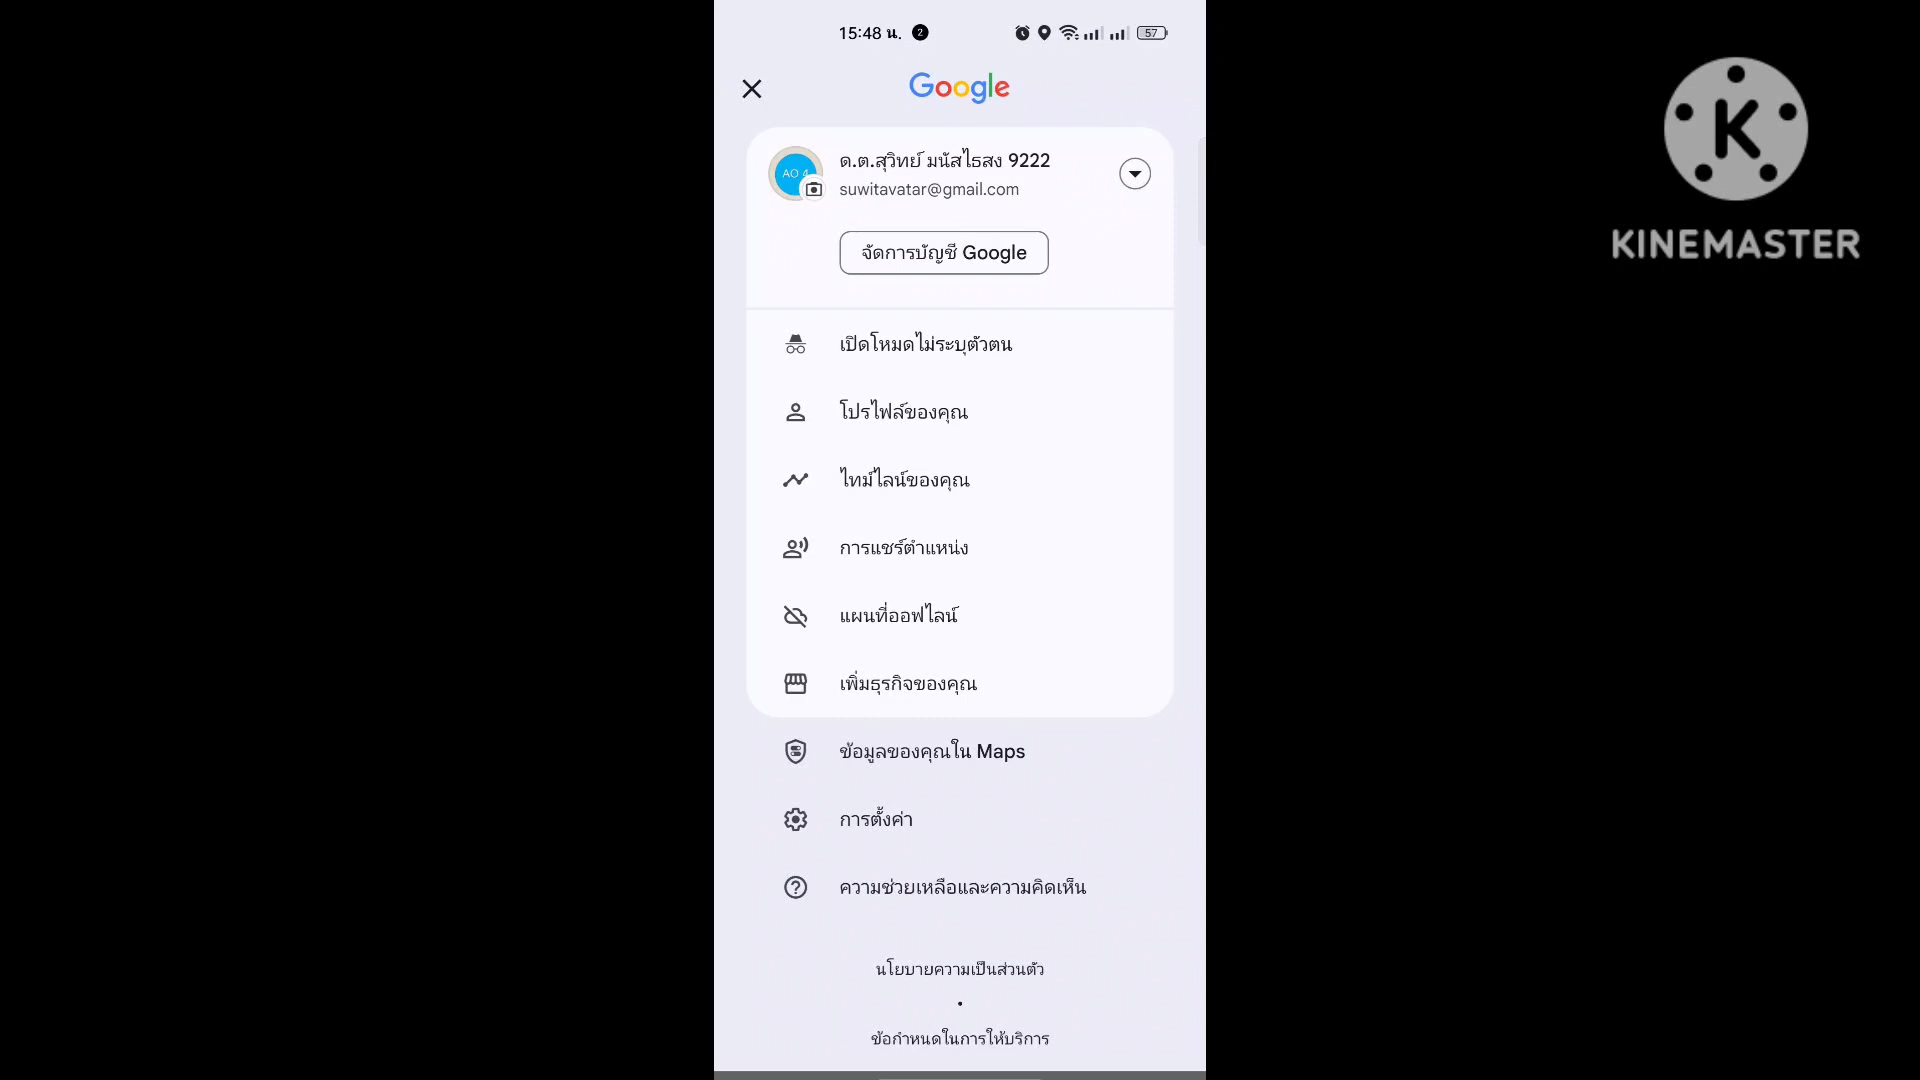 15:48 น. 2
57
Google
AO 4
ด.ต.สุวิทย์ มนัสไธสง 9222
suwitavatar@gmail.com
จัดการบัญชี Google
เปิดโหมดไม่ระบุตัวตน
โปรไฟล์ของคุณ
ไทม์ไลน์ของคุณ
การแชร์ตำแหน่ง
แผนที่ออฟไลน์
เพิ่มธุรกิจของคุณ
ข้อมูลของคุณใน Maps
การตั้งค่า
ความช่วยเหลือและความคิดเห็น
นโยบายความเป็นส่วนตัว
•
ข้อกำหนดในการให้บริการ
K
KINEMASTER